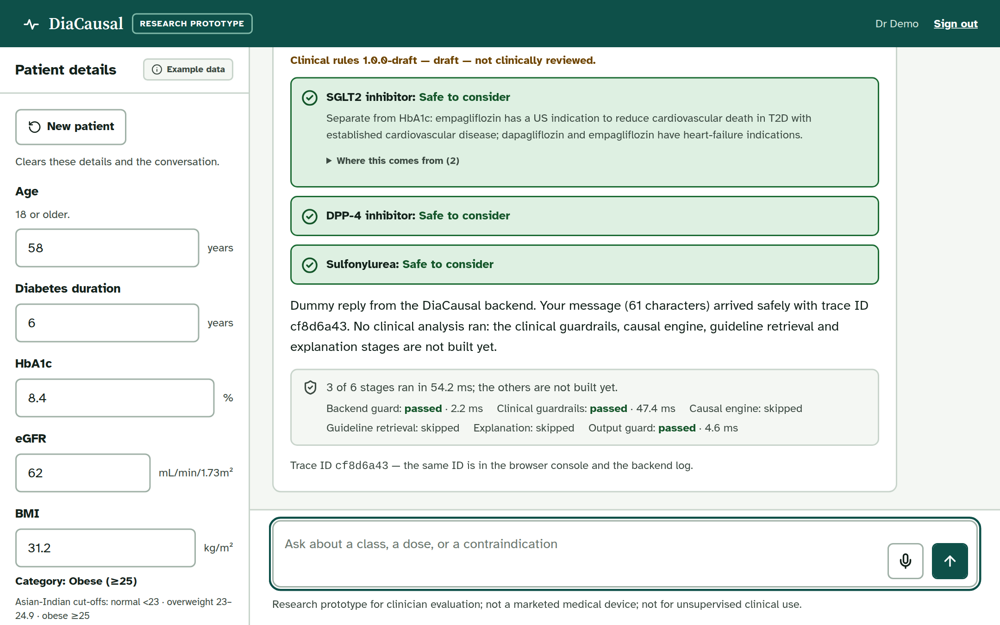 DiaCausal
RESEARCH PROTOTYPE
Dr Demo
Sign out
Patient details
Example data
New patient
Clears these details and the conversation.
Age
18 or older.
58
years
Diabetes duration
6
years
HbA1c
8.4
%
eGFR
62
mL/min/1.73m²
BMI
31.2
kg/m²
Category: Obese (≥25)
Asian-Indian cut-offs: normal <23 · overweight 23–
24.9 · obese ≥25
Clinical rules 1.0.0-draft — draft — not clinically reviewed.
SGLT2 inhibitor: Safe to consider
Separate from HbA1c: empagliflozin has a US indication to reduce cardiovascular death in T2D with
established cardiovascular disease; dapagliflozin and empagliflozin have heart-failure indications.
Where this comes from (2)
DPP-4 inhibitor: Safe to consider
Sulfonylurea: Safe to consider
Dummy reply from the DiaCausal backend. Your message (61 characters) arrived safely with trace ID
cf8d6a43. No clinical analysis ran: the clinical guardrails, causal engine, guideline retrieval and
explanation stages are not built yet.
3 of 6 stages ran in 54.2 ms; the others are not built yet.
Backend guard: passed · 2.2 ms Clinical guardrails: passed · 47.4 ms Causal engine: skipped
Guideline retrieval: skipped Explanation: skipped Output guard: passed · 4.6 ms
Trace ID cf8d6a43 — the same ID is in the browser console and the backend log.
Ask about a class, a dose, or a contraindication
Research prototype for clinician evaluation; not a marketed medical device; not for unsupervised clinical use.